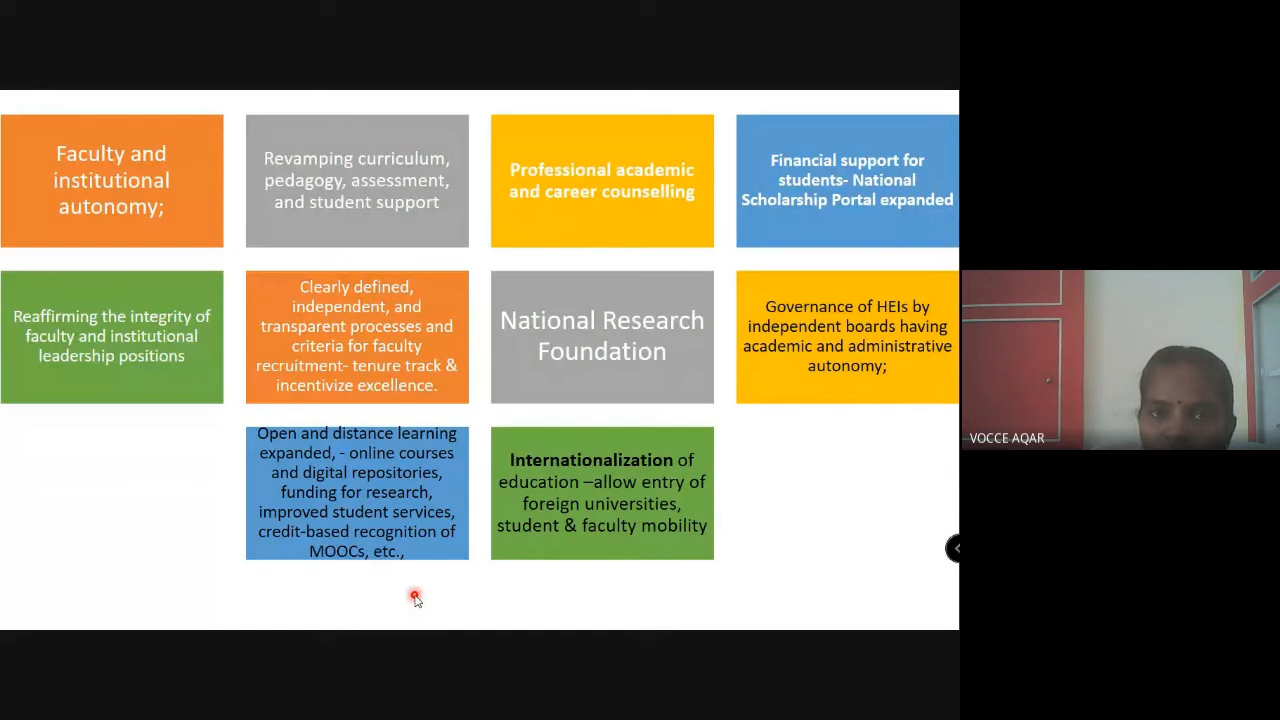 Faculty and
institutional
autonomy;
Revamping curriculum,
pedagogy, assessment,
and student support
Professional academic
and career counselling
Financial support for
students- National
Scholarship Portal expanded
Reaffirming the integrity of
faculty and institutional
leadership positions
Clearly defined,
independent, and
transparent processes and
criteria for faculty
recruitment- tenure track &
incentivize excellence.
National Research
Foundation
Governance of HEIs by
independent boards having
academic and administrative
autonomy;
Open and distance learning
expanded, - online courses
and digital repositories,
funding for research,
improved student services,
credit-based recognition of
MOOCs, etc.,
Internationalization of
education –allow entry of
foreign universities,
student & faculty mobility
VOCCE AQAR